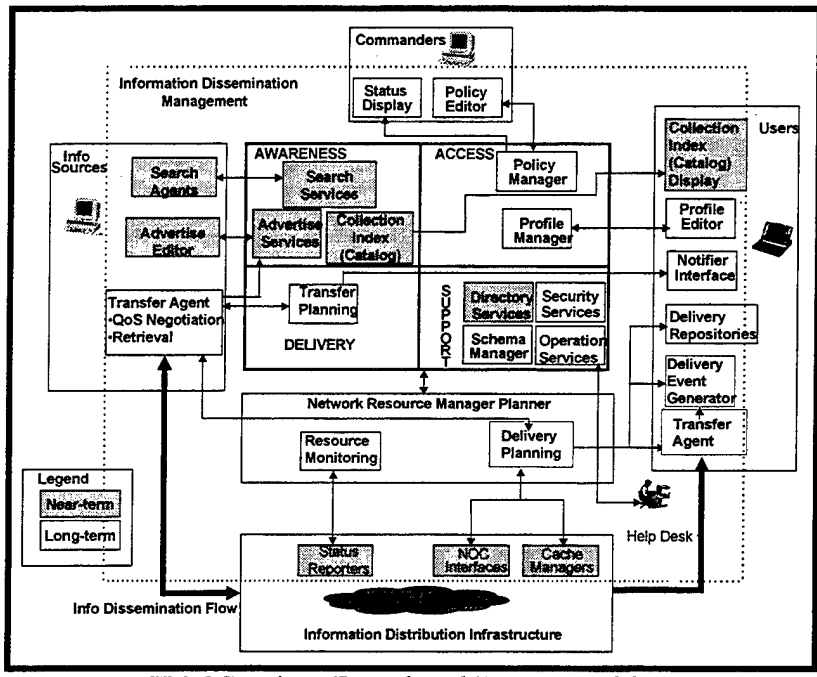 Commanders
Status
Display
Policy
Editor
Information Dissemination
Management
Info
Sources
Search
Agents
Advertise
Editor
Transfer Agent
•QoS Negotiation
•Retrieval
AWARENESS
Search
Services
Advertise
Services
Collection
Index
(Catalog)
ACCESS
Policy
Manager
Profile
Manager
Transfer
Planning
DELIVERY
SUPPORT
Directory
Services
Security
Services
Schema
Manager
Operation
Services
Users
Collection
Index
(Catalog)
Display
Profile
Editor
Notifier
Interface
Delivery
Repositories
Delivery
Event
Generator
Transfer
Agent
Network Resource Manager Planner
Resource
Monitoring
Delivery
Planning
Legend
Near-term
Long-term
Help Desk
Status
Reporters
NOC
Interfaces
Cache
Managers
Info Dissemination Flow
Information Distribution Infrastructure